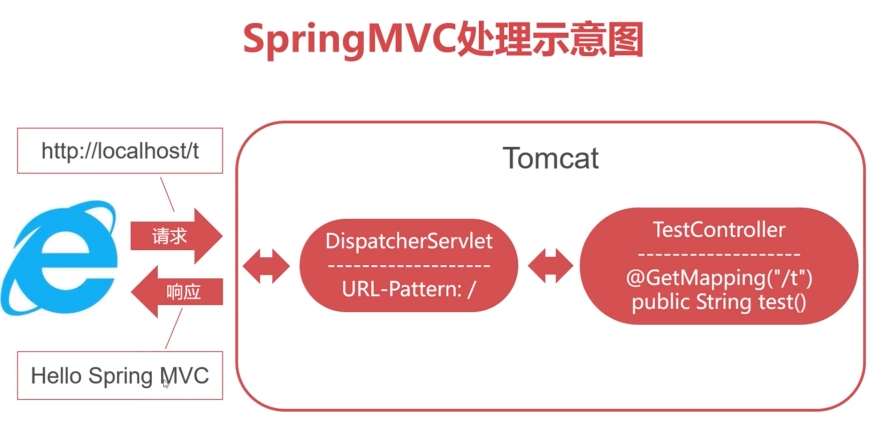 SpringMVC处理示意图
http://localhost/t
Tomcat
请求
响应
Hello Spring MVC
DispatcherServlet
-------------------
URL-Pattern: /
TestController
-------------------
@GetMapping("/t")
public String test()